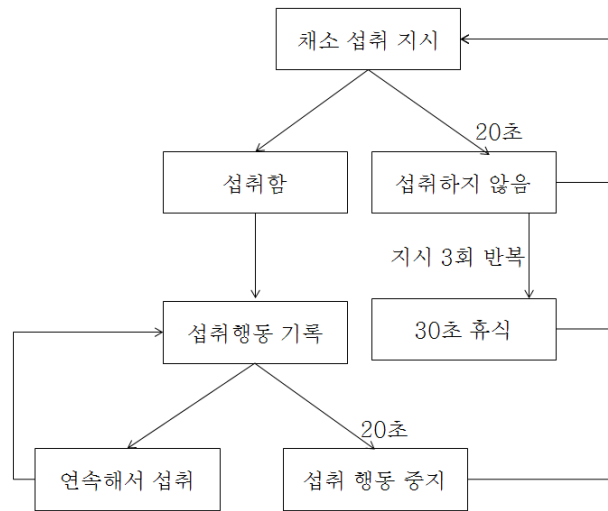 채소 섭취 지시
20초
섭취함
섭취하지 않음
지시 3회 반복
섭취행동 기록
30초 휴식
20초
연속해서 섭취
섭취 행동 중지